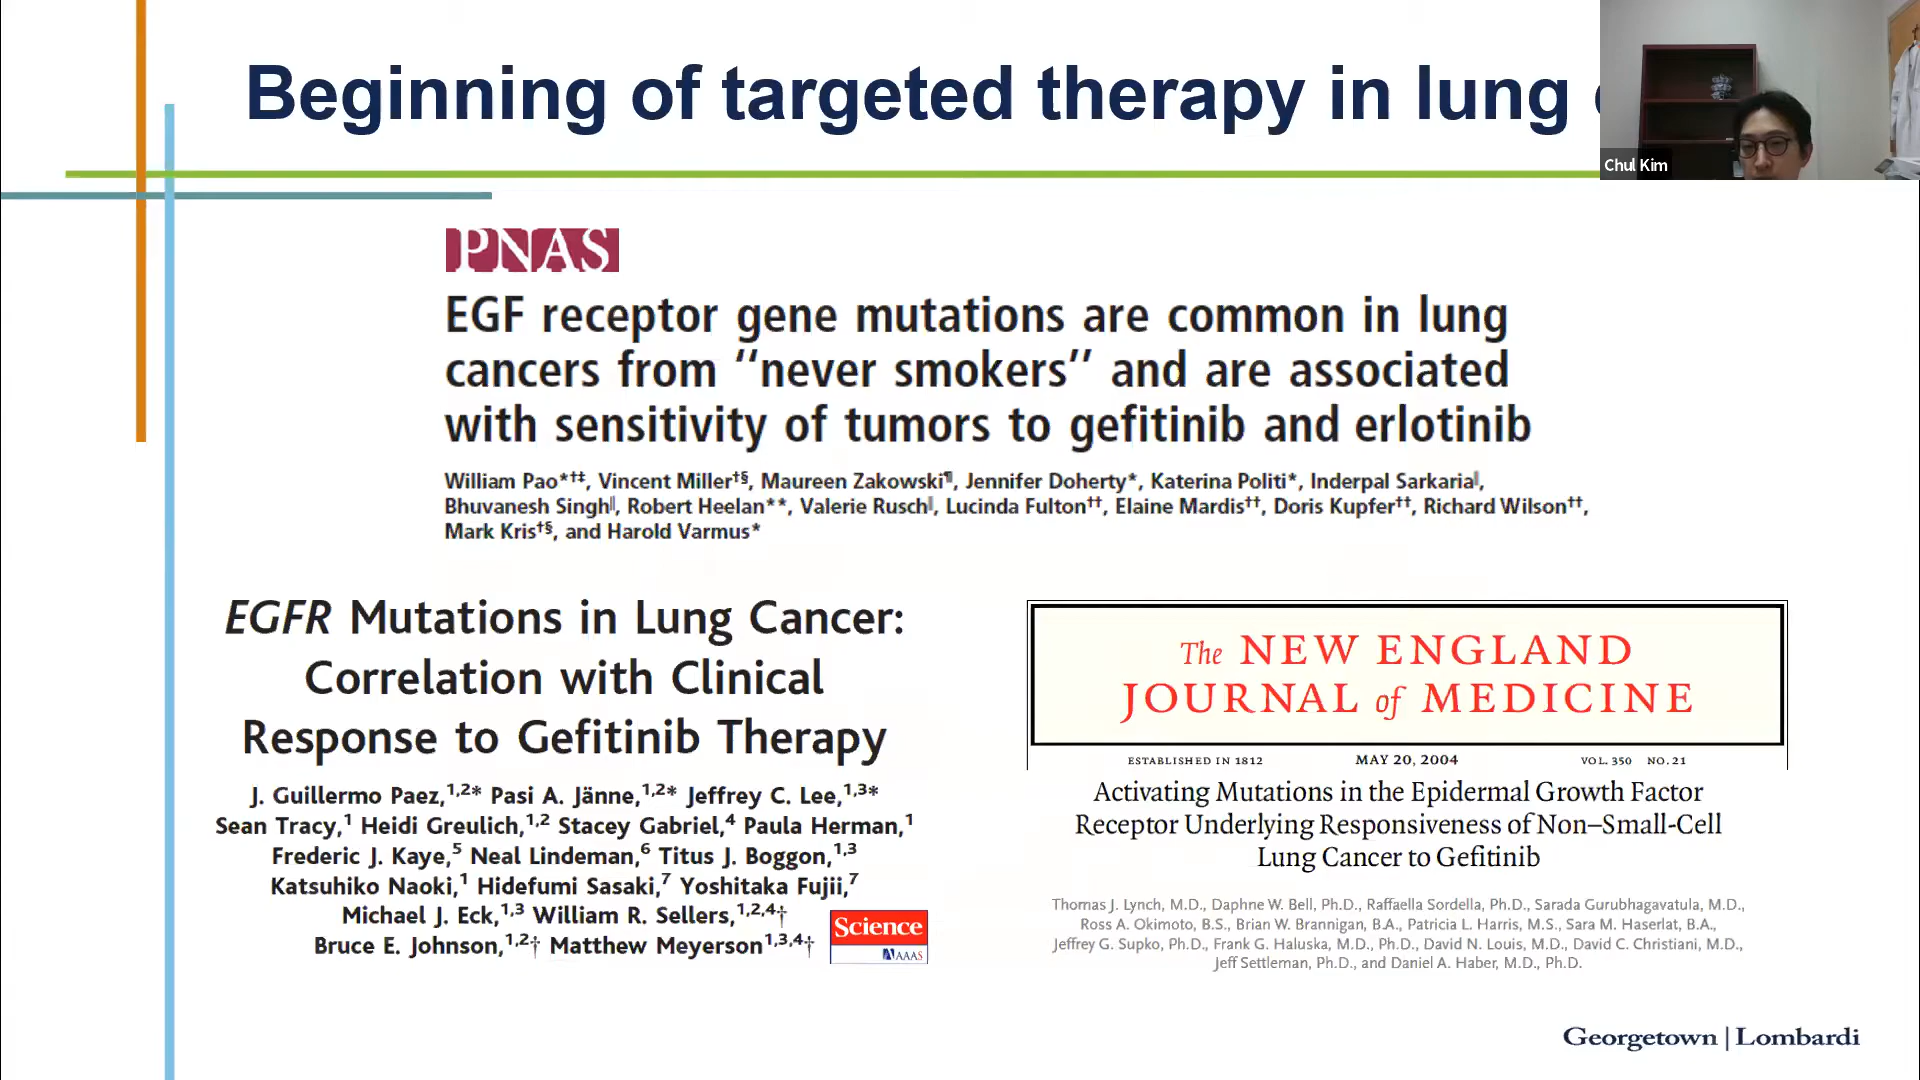 Beginning of targeted therapy in lung
Chul Kim
PNAS
EGF receptor gene mutations are common in lung
cancers from ‘‘never smokers’’ and are associated
with sensitivity of tumors to gefitinib and erlotinib
William Pao*†‡, Vincent Miller†§, Maureen Zakowski¶, Jennifer Doherty*, Katerina Politi*, Inderpal Sarkaria‖,
Bhuvanesh Singh‖, Robert Heelan**, Valerie Rusch‖, Lucinda Fulton††, Elaine Mardis††, Doris Kupfer††, Richard Wilson††,
Mark Kris†§, and Harold Varmus*
EGFR Mutations in Lung Cancer:
Correlation with Clinical
Response to Gefitinib Therapy
J. Guillermo Paez,1,2* Pasi A. Jänne,1,2* Jeffrey C. Lee,1,3*
Sean Tracy,1 Heidi Greulich,1,2 Stacey Gabriel,4 Paula Herman,1
Frederic J. Kaye,5 Neal Lindeman,6 Titus J. Boggon,1,3
Katsuhiko Naoki,1 Hidefumi Sasaki,7 Yoshitaka Fujii,7
Michael J. Eck,1,3 William R. Sellers,1,2,4†
Bruce E. Johnson,1,2† Matthew Meyerson1,3,4†
Science
AAAS
The NEW ENGLAND
JOURNAL of MEDICINE
ESTABLISHED IN 1812 MAY 20, 2004 VOL. 350 NO. 21
Activating Mutations in the Epidermal Growth Factor
Receptor Underlying Responsiveness of Non–Small-Cell
Lung Cancer to Gefitinib
Thomas J. Lynch, M.D., Daphne W. Bell, Ph.D., Raffaella Sordella, Ph.D., Sarada Gurubhagavatula, M.D.,
Ross A. Okimoto, B.S., Brian W. Brannigan, B.A., Patricia L. Harris, M.S., Sara M. Haserlat, B.A.,
Jeffrey G. Supko, Ph.D., Frank G. Haluska, M.D., Ph.D., David N. Louis, M.D., David C. Christiani, M.D.,
Jeff Settleman, Ph.D., and Daniel A. Haber, M.D., Ph.D.
Georgetown | Lombardi